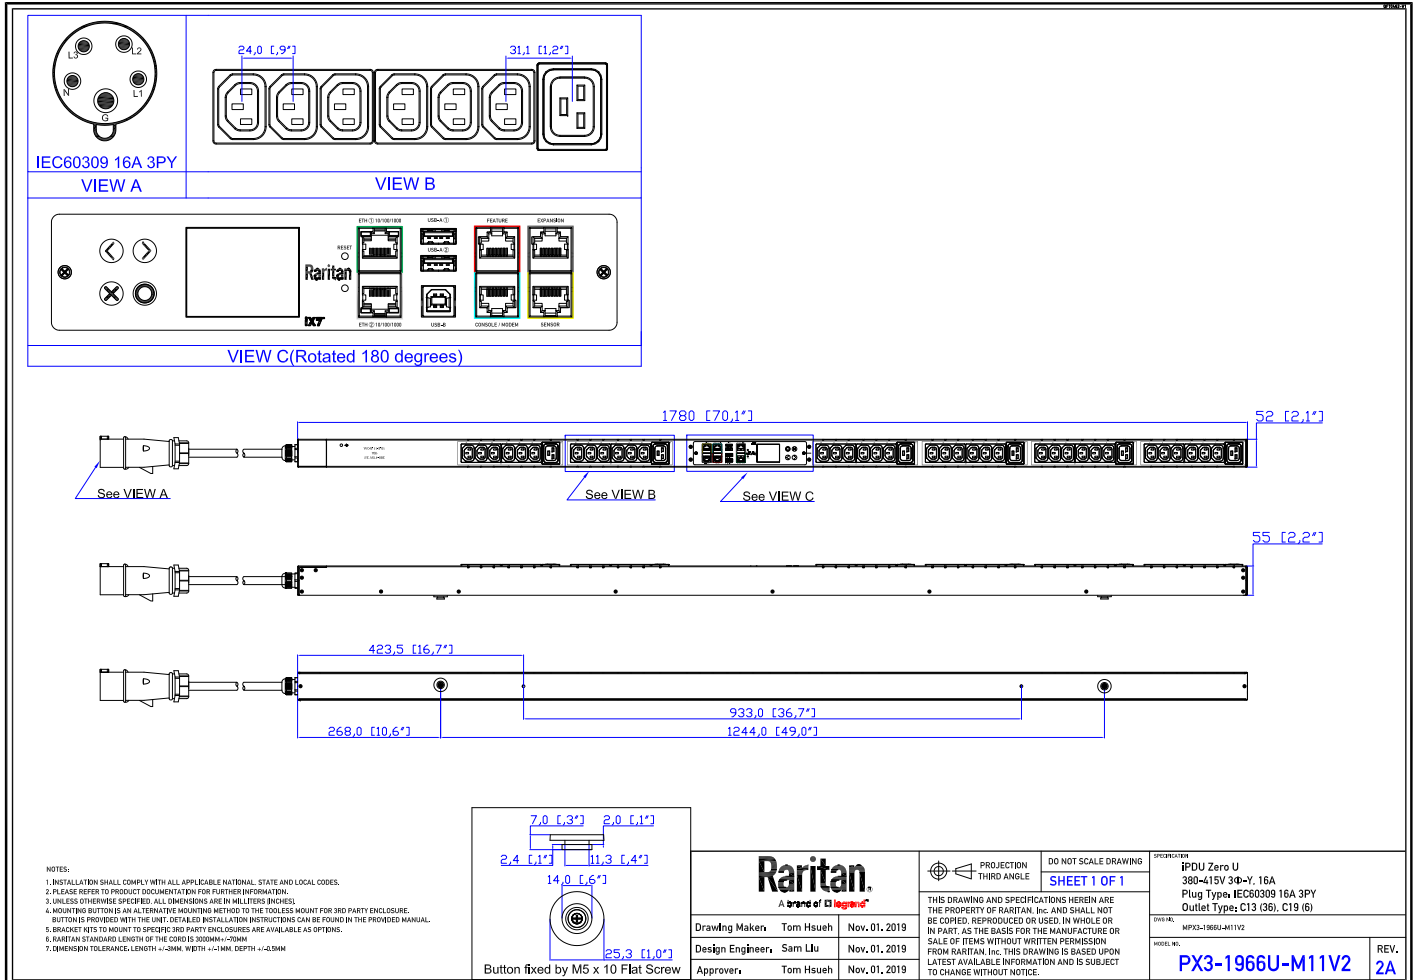 L3
L2
N
L1
G
IEC60309 16A 3PY
VIEW A
24,0 [,9″]
31,1 [1,2″]
VIEW B
ETH ① 10/100/1000
USB-A ①
FEATURE
EXPANSION
RESET
USB-A ②
Raritan
iX7
ETH ② 10/100/1000
USB-B
CONSOLE / MODEM
SENSOR
VIEW C(Rotated 180 degrees)
1780 [70,1″]
52 [2,1″]
See VIEW A
See VIEW B
See VIEW C
55 [2,2″]
423,5 [16,7″]
933,0 [36,7″]
268,0 [10,6″]
1244,0 [49,0″]
7,0 [,3″]
2,0 [,1″]
2,4 [,1″]
11,3 [,4″]
14,0 [,6″]
25,3 [1,0″]
Button fixed by M5 x 10 Flat Screw
NOTES:
1. INSTALLATION SHALL COMPLY WITH ALL APPLICABLE NATIONAL, STATE AND LOCAL CODES.
2. PLEASE REFER TO PRODUCT DOCUMENTATION FOR FURTHER INFORMATION.
3. UNLESS OTHERWISE SPECIFIED, ALL DIMENSIONS ARE IN MILLITERS [INCHES].
4. MOUNTING BUTTON IS AN ALTERNATIVE MOUNTING METHOD TO THE TOOLESS MOUNT FOR 3RD PARTY ENCLOSURE.
BUTTON IS PROVIDED WITH THE UNIT. DETAILED INSTALLATION INSTRUCTIONS CAN BE FOUND IN THE PROVIDED MANUAL.
5. BRACKET KITS TO MOUNT TO SPECIFIC 3RD PARTY ENCLOSURES ARE AVAILABLE AS OPTIONS.
6. RARITAN STANDARD LENGTH OF THE CORD IS 3000MM+/-70MM
7. DIMENSION TOLERANCE: LENGTH +/-3MM, WIDTH +/-1MM, DEPTH +/-0.5MM
Raritan.
A brand of legrand
Drawing Maker: Tom Hsueh Nov. 01. 2019
Design Engineer: Sam Liu Nov. 01. 2019
Approver: Tom Hsueh Nov. 01. 2019
PROJECTION
THIRD ANGLE
DO NOT SCALE DRAWING
SHEET 1 OF 1
THIS DRAWING AND SPECIFICATIONS HEREIN ARE
THE PROPERTY OF RARITAN, Inc. AND SHALL NOT
BE COPIED, REPRODUCED OR USED, IN WHOLE OR
IN PART, AS THE BASIS FOR THE MANUFACTURE OR
SALE OF ITEMS WITHOUT WRITTEN PERMISSION
FROM RARITAN, Inc. THIS DRAWING IS BASED UPON
LATEST AVAILABLE INFORMATION AND IS SUBJECT
TO CHANGE WITHOUT NOTICE.
SPECIFICATION
iPDU Zero U
380-415V 3Φ-Y, 16A
Plug Type: IEC60309 16A 3PY
Outlet Type: C13 (36), C19 (6)
DWG NO.
MPX3-1966U-M11V2
MODEL NO.
PX3-1966U-M11V2
REV.
2A